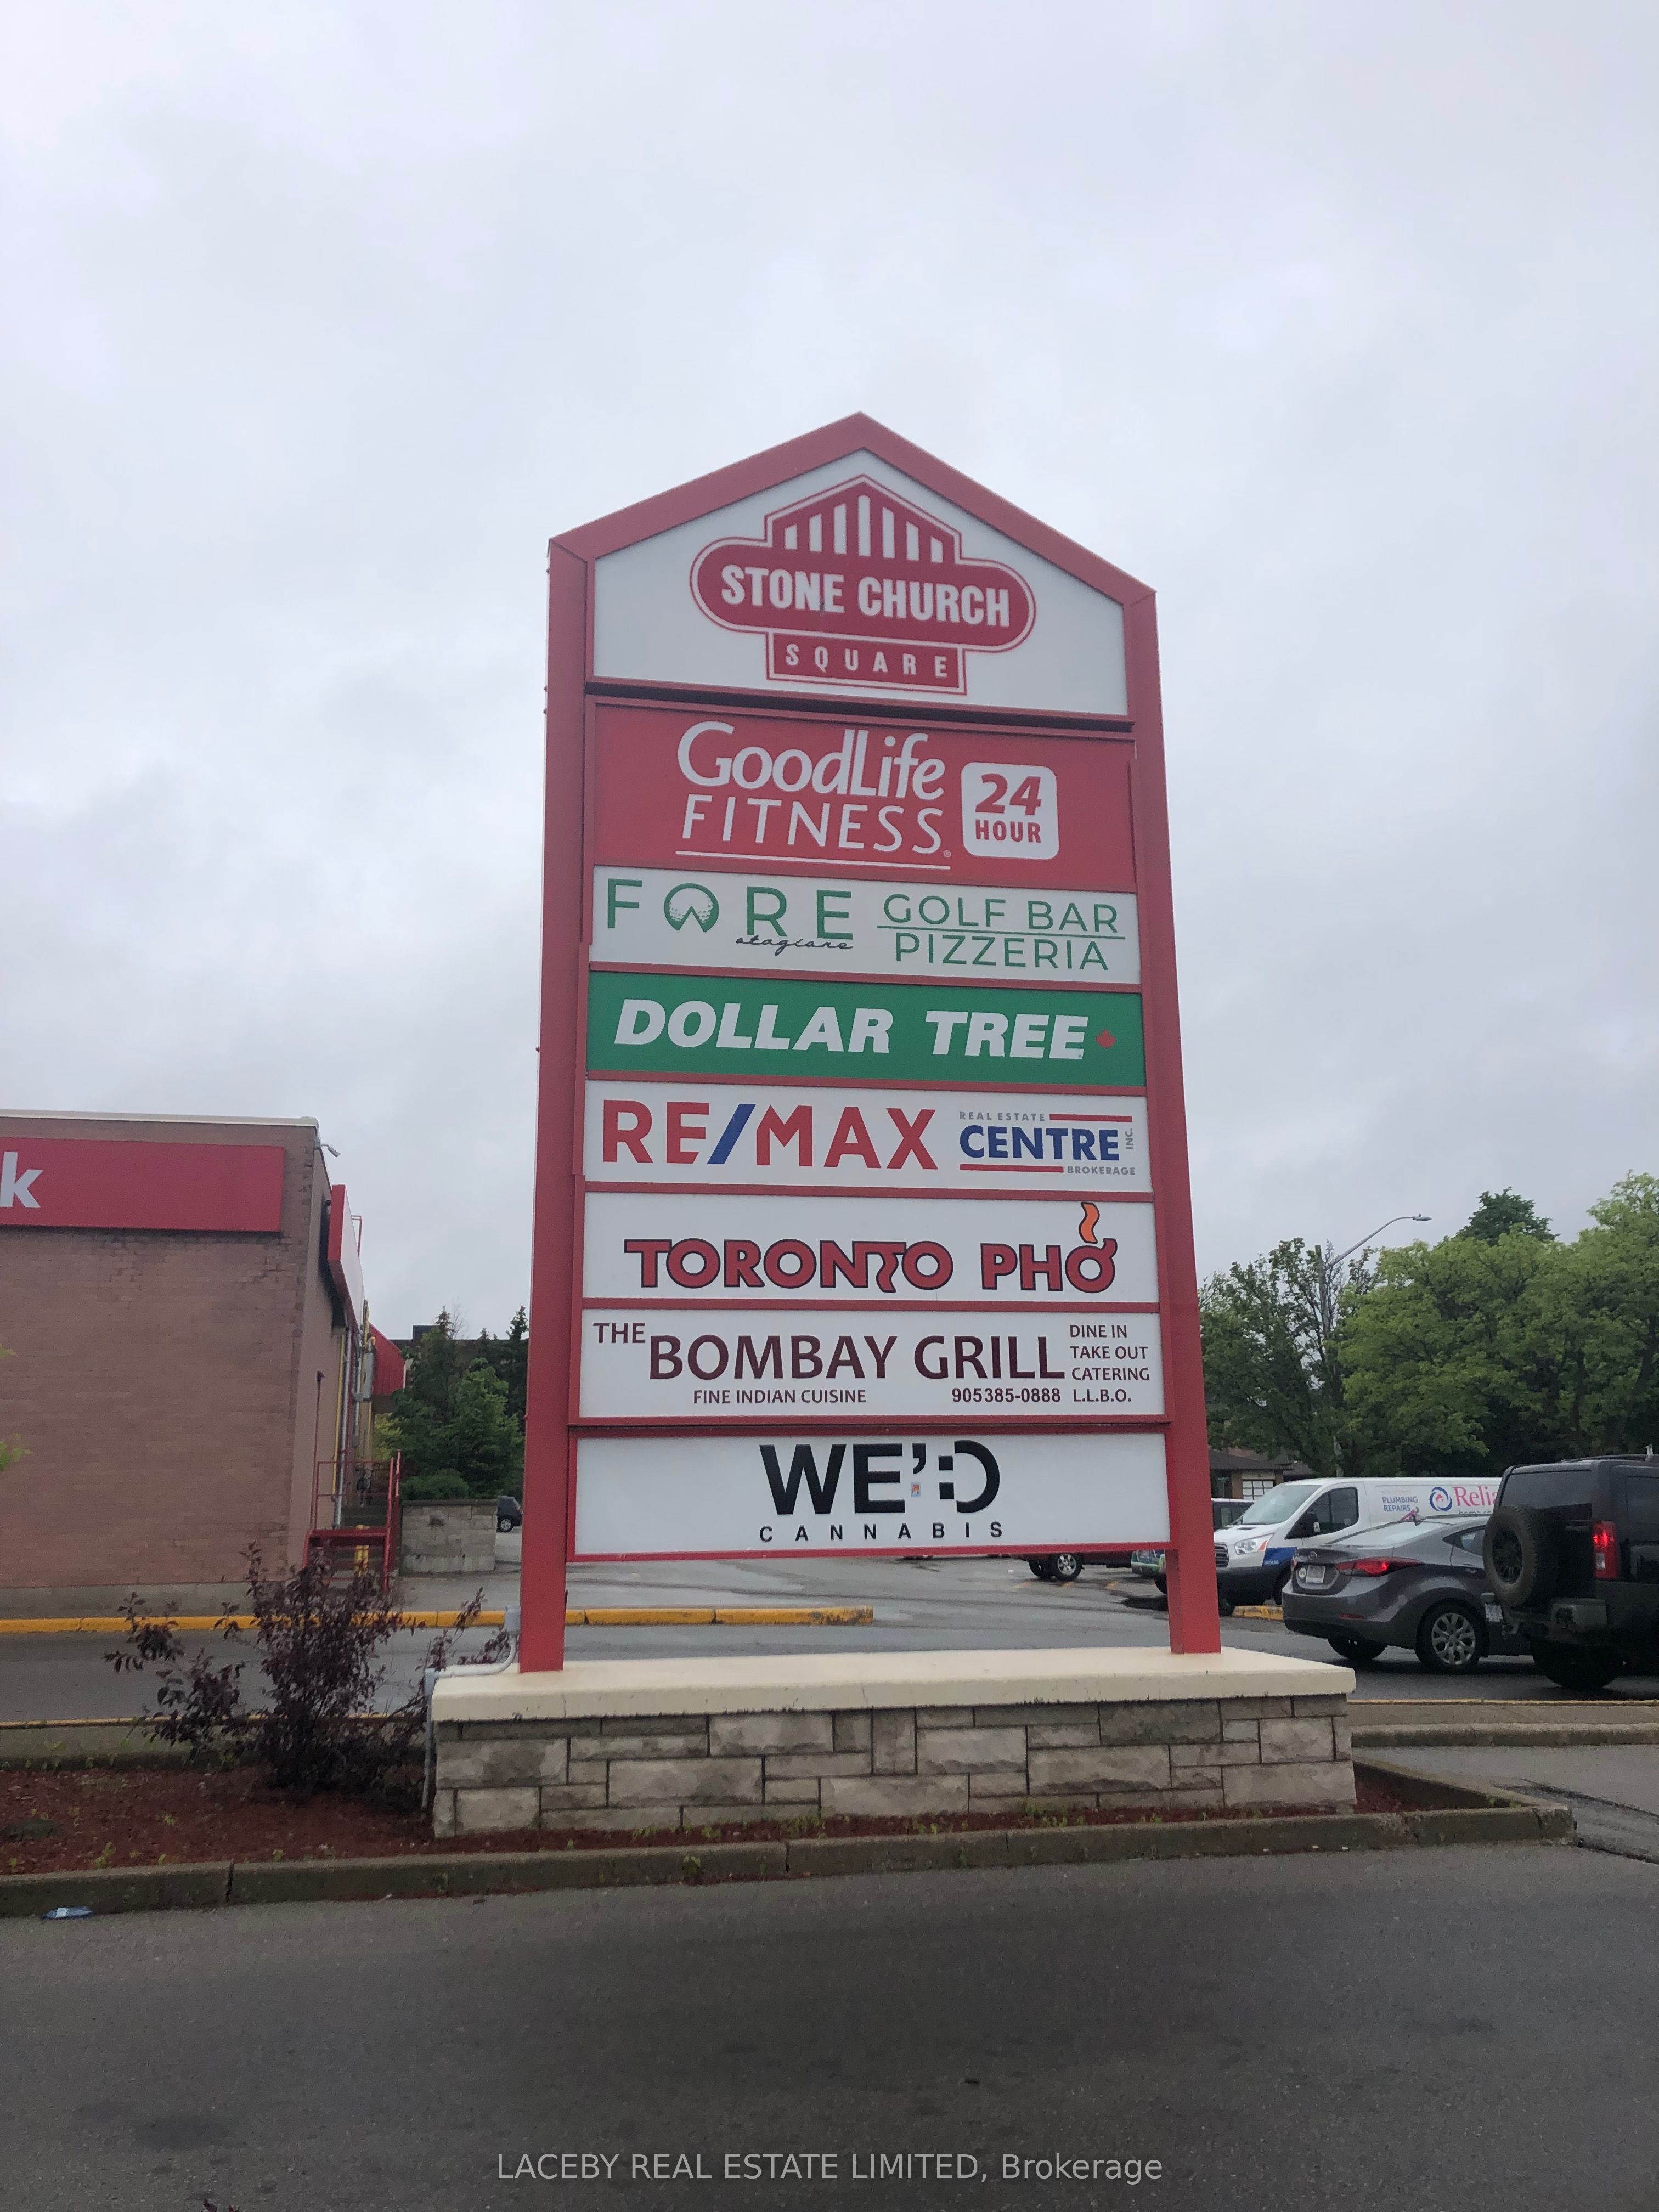 STONE CHURCH
SQUARE
GOODLIFE
FITNESS®
24
HOUR
FORE
stagione
GOLF BAR
PIZZERIA
DOLLAR TREE
RE/MAX
REAL ESTATE
CENTRE INC.
BROKERAGE
TORONTO PHO
THE BOMBAY GRILL
FINE INDIAN CUISINE
905385-0888
DINE IN
TAKE OUT
CATERING
L.L.B.O.
WE':D
CANNABIS
k
PLUMBING
REPAIRS
Relia
LACEBY REAL ESTATE LIMITED, Brokerage